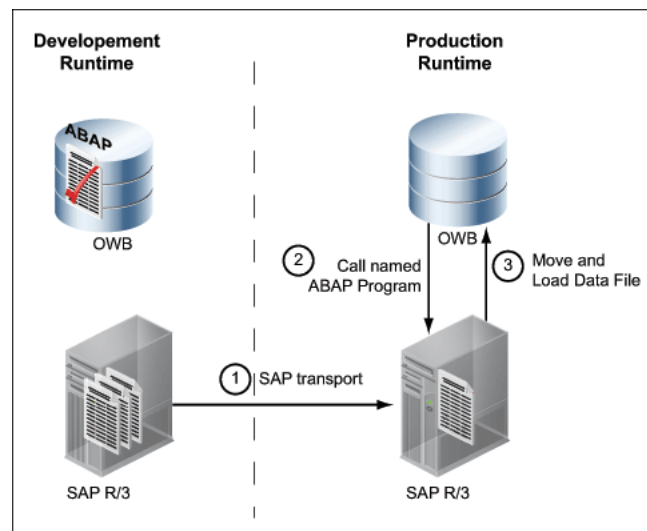 Developement
Runtime
Production
Runtime
ABAP
OWB
OWB
2
Call named
ABAP Program
3
Move and
Load Data File
1
SAP transport
SAP R/3
SAP R/3